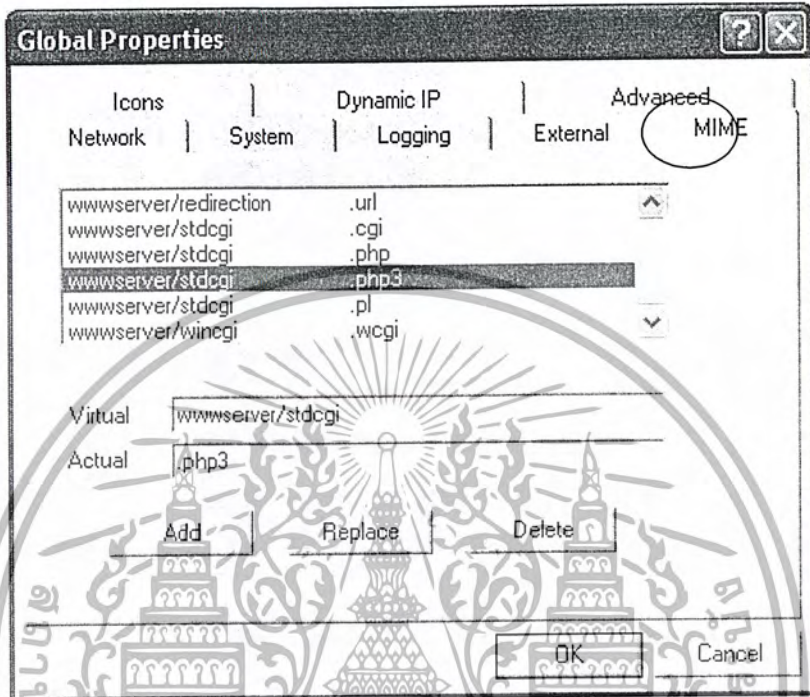 Global Properties
Icons Dynamic IP Advanced
Network System Logging External MIME
wwwserver/redirection .url
wwwserver/stdcgi .cgi
wwwserver/stdcgi .php
wwwserver/stdcgi .php3
wwwserver/stdcgi .pl
wwwserver/wincgi .wcgi
Virtual wwwserver/stdcgi
Actual .php3
Add Replace Delete
OK Cancel